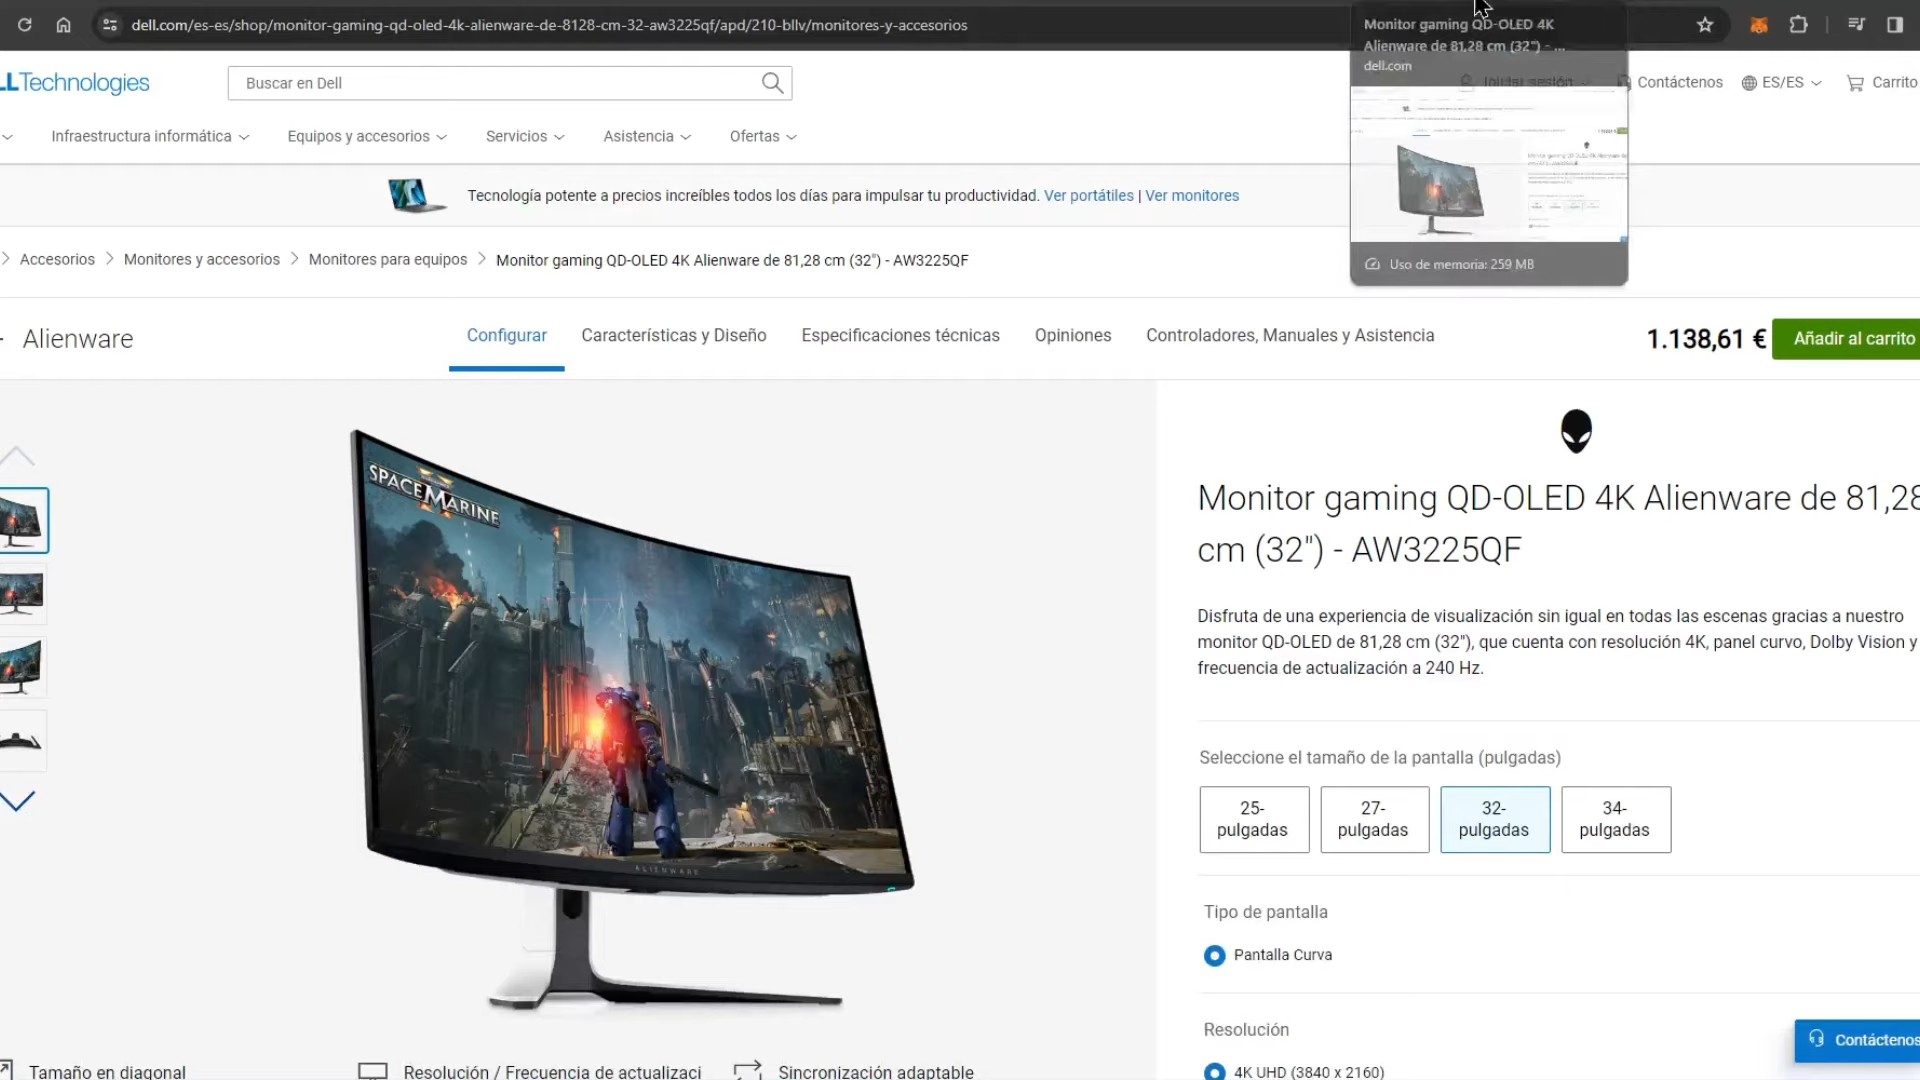 dell.com/es-es/shop/monitor-gaming-qd-oled-4k-alienware-de-8128-cm-32-aw3225qf/apd/210-bllv/monitores-y-accesorios
Monitor gaming QD-OLED 4K
Alienware de 81,28 cm (32") - ...
dell.com
LLTechnologies
Buscar en Dell
Iniciar sesión
Contáctenos
ES/ES
Carrito
Infraestructura informática
Equipos y accesorios
Servicios
Asistencia
Ofertas
Tecnología potente a precios increíbles todos los días para impulsar tu productividad. Ver portátiles | Ver monitores
Uso de memoria: 259 MB
Accesorios
Monitores y accesorios
Monitores para equipos
Monitor gaming QD-OLED 4K Alienware de 81,28 cm (32") - AW3225QF
Alienware
Configurar
Características y Diseño
Especificaciones técnicas
Opiniones
Controladores, Manuales y Asistencia
1.138,61 €
Añadir al carrito
SPACE MARINE
ALIENWARE
Monitor gaming QD-OLED 4K Alienware de 81,28
cm (32") - AW3225QF
Disfruta de una experiencia de visualización sin igual en todas las escenas gracias a nuestro
monitor QD-OLED de 81,28 cm (32"), que cuenta con resolución 4K, panel curvo, Dolby Vision y
frecuencia de actualización a 240 Hz.
Seleccione el tamaño de la pantalla (pulgadas)
25-
pulgadas
27-
pulgadas
32-
pulgadas
34-
pulgadas
Tipo de pantalla
Pantalla Curva
Resolución
4K UHD (3840 x 2160)
Contáctenos
Tamaño en diagonal
Resolución / Frecuencia de actualizaci
Sincronización adaptable